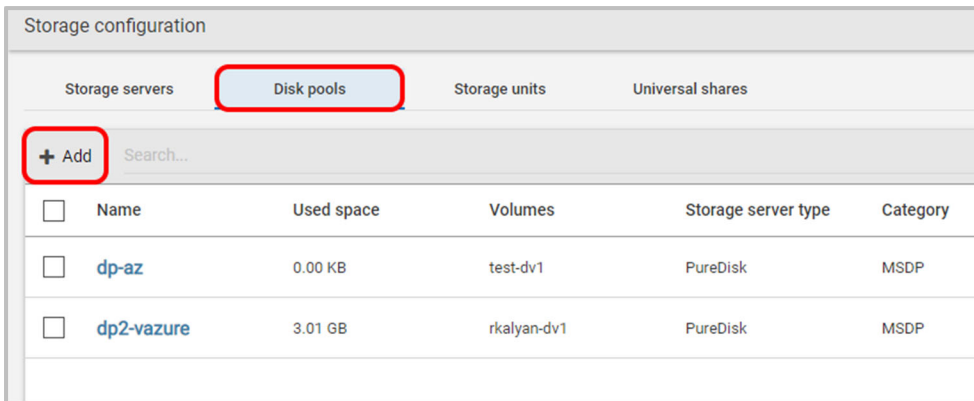 Storage configuration
Storage servers Disk pools Storage units Universal shares
+ Add Search...
Name Used space Volumes Storage server type Category
dp-az 0.00 KB test-dv1 PureDisk MSDP
dp2-vazure 3.01 GB rkalyan-dv1 PureDisk MSDP